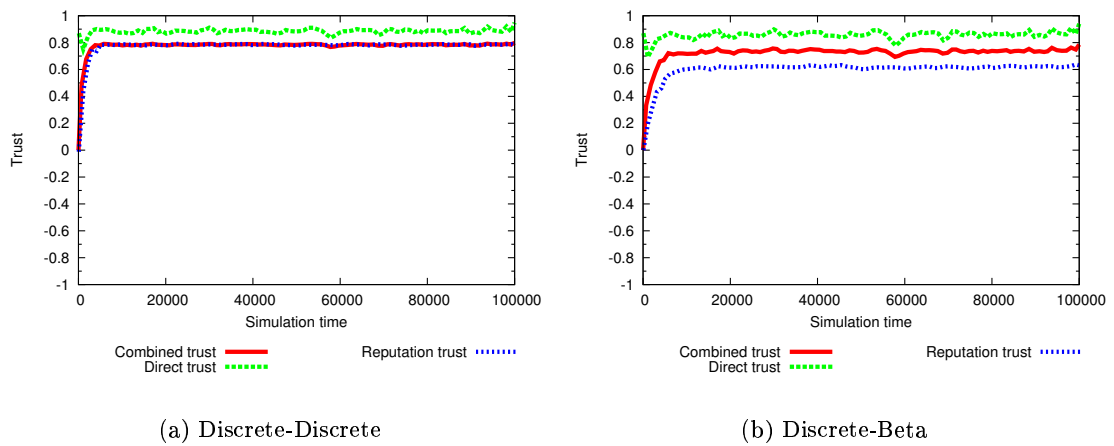 1
0.8
0.6
0.4
0.2
0
-0.2
-0.4
-0.6
-0.8
-1
Trust
0 20000 40000 60000 80000 100000
Simulation time
Combined trust
Direct trust
Reputation trust
(a) Discrete-Discrete
1
0.8
0.6
0.4
0.2
0
-0.2
-0.4
-0.6
-0.8
-1
Trust
0 20000 40000 60000 80000 100000
Simulation time
Combined trust
Direct trust
Reputation trust
(b) Discrete-Beta